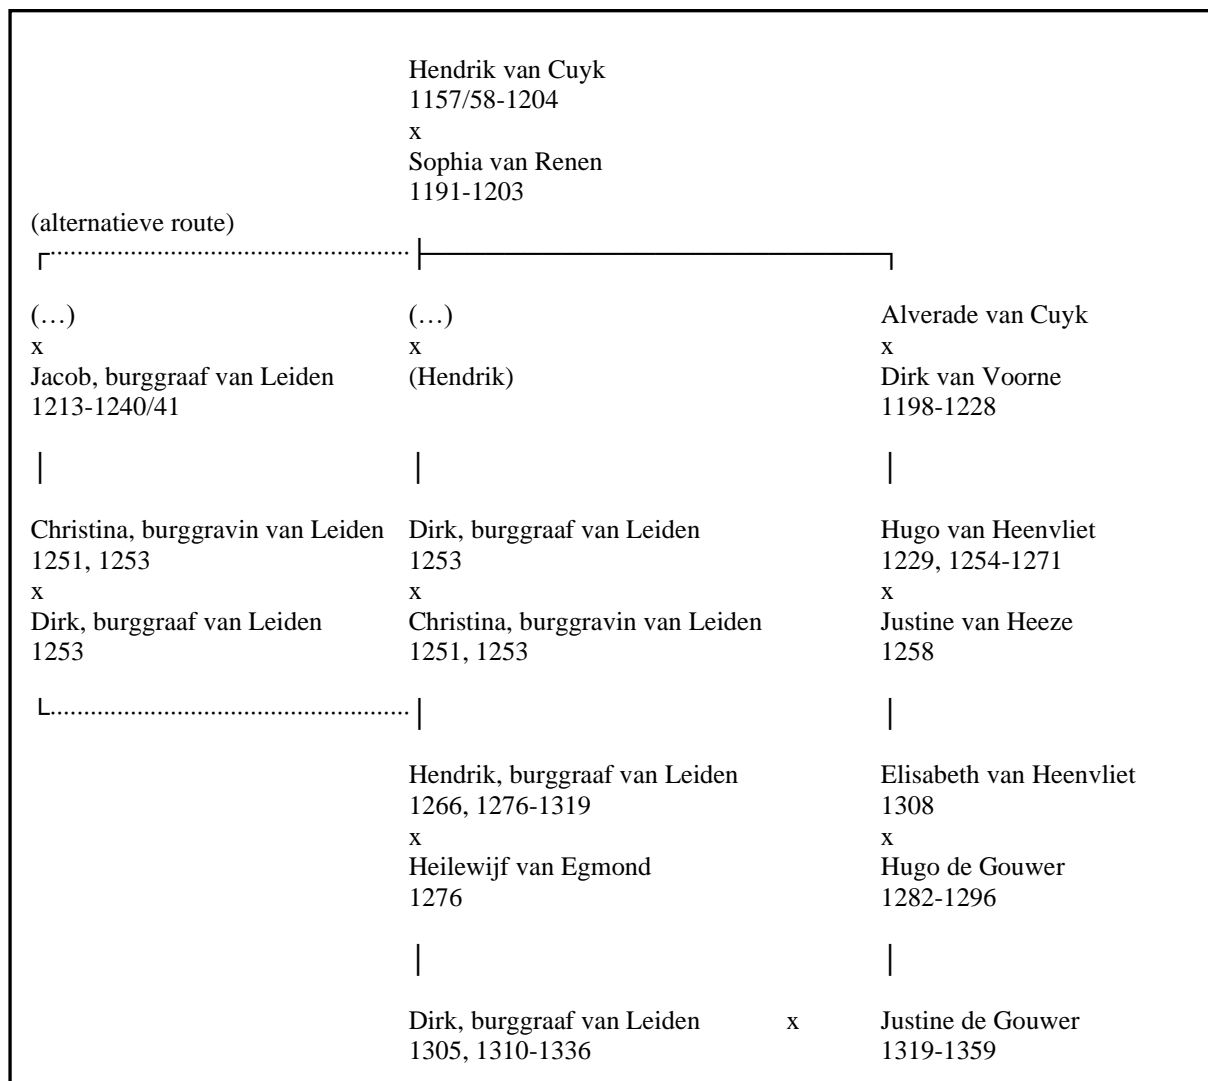 Hendrik van Cuyk
1157/58-1204
x
Sophia van Renen
1191-1203
(alternatieve route)
(…)
x
Jacob, burggraaf van Leiden
1213-1240/41
(…)
x
(Hendrik)
Alverade van Cuyk
x
Dirk van Voorne
1198-1228
Christina, burggravin van Leiden
1251, 1253
x
Dirk, burggraaf van Leiden
1253
Dirk, burggraaf van Leiden
1253
x
Christina, burggravin van Leiden
1251, 1253
Hugo van Heenvliet
1229, 1254-1271
x
Justine van Heeze
1258
Hendrik, burggraaf van Leiden
1266, 1276-1319
x
Heilewijf van Egmond
1276
Elisabeth van Heenvliet
1308
x
Hugo de Gouwer
1282-1296
Dirk, burggraaf van Leiden
1305, 1310-1336
x
Justine de Gouwer
1319-1359